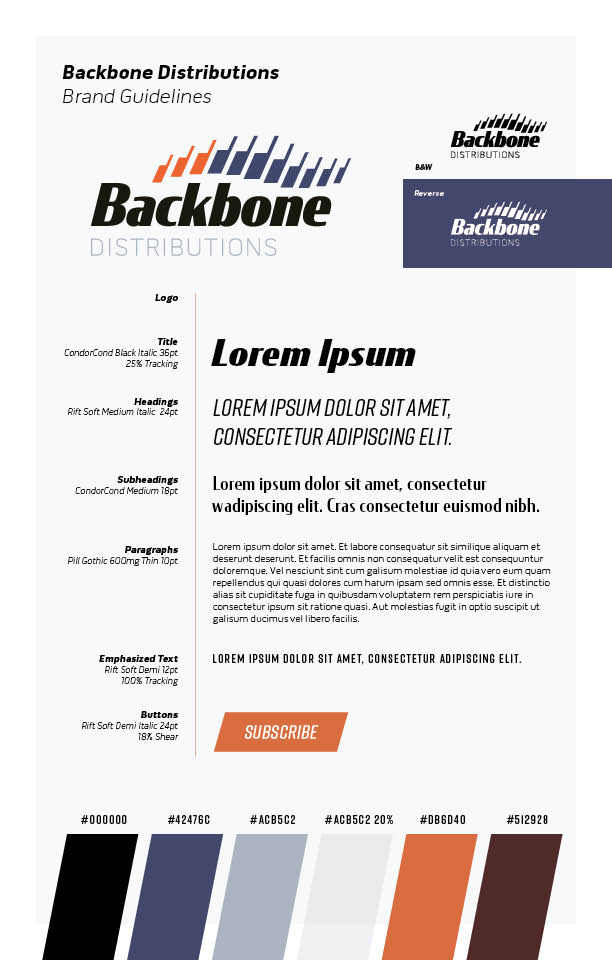 Backbone Distributions
Brand Guidelines
Backbone
DISTRIBUTIONS
Backbone
DISTRIBUTIONS
B&W
Reverse
Backbone
DISTRIBUTIONS
Logo
Title
CondorCond Black Italic 36pt
25% Tracking
Lorem Ipsum
Headings
Rift Soft Medium Italic 24pt
LOREM IPSUM DOLOR SIT AMET,
CONSECTETUR ADIPISCING ELIT.
Subheadings
CondorCond Medium 18pt
Lorem ipsum dolor sit amet, consectetur
wadipiscing elit. Cras consectetur euismod nibh.
Paragraphs
Pill Gothic 600mg Thin 10pt
Lorem ipsum dolor sit amet. Et labore consequatur sit similique aliquam et
deserunt deserunt. Et facilis omnis non consequatur velit est consequuntur
doloremque. Vel nesciunt sint cum galisum molestiae id quia vero eum quam
repellendus qui quasi dolores cum harum ipsam sed omnis esse. Et distinctio
alias sit cupiditate fuga in quibusdam voluptatem rem perspiciatis iure in
consectetur ipsum sit ratione quasi. Aut molestias fugit in optio suscipit ut
galisum ducimus vel libero facilis.
Emphasized Text
Rift Soft Demi 12pt
100% Tracking
LOREM IPSUM DOLOR SIT AMET, CONSECTETUR ADIPISCING ELIT.
Buttons
Rift Soft Demi Italic 24pt
18% Shear
SUBSCRIBE
#000000 #42476C #ACB5C2 #ACB5C2 20% #DB6D40 #512928